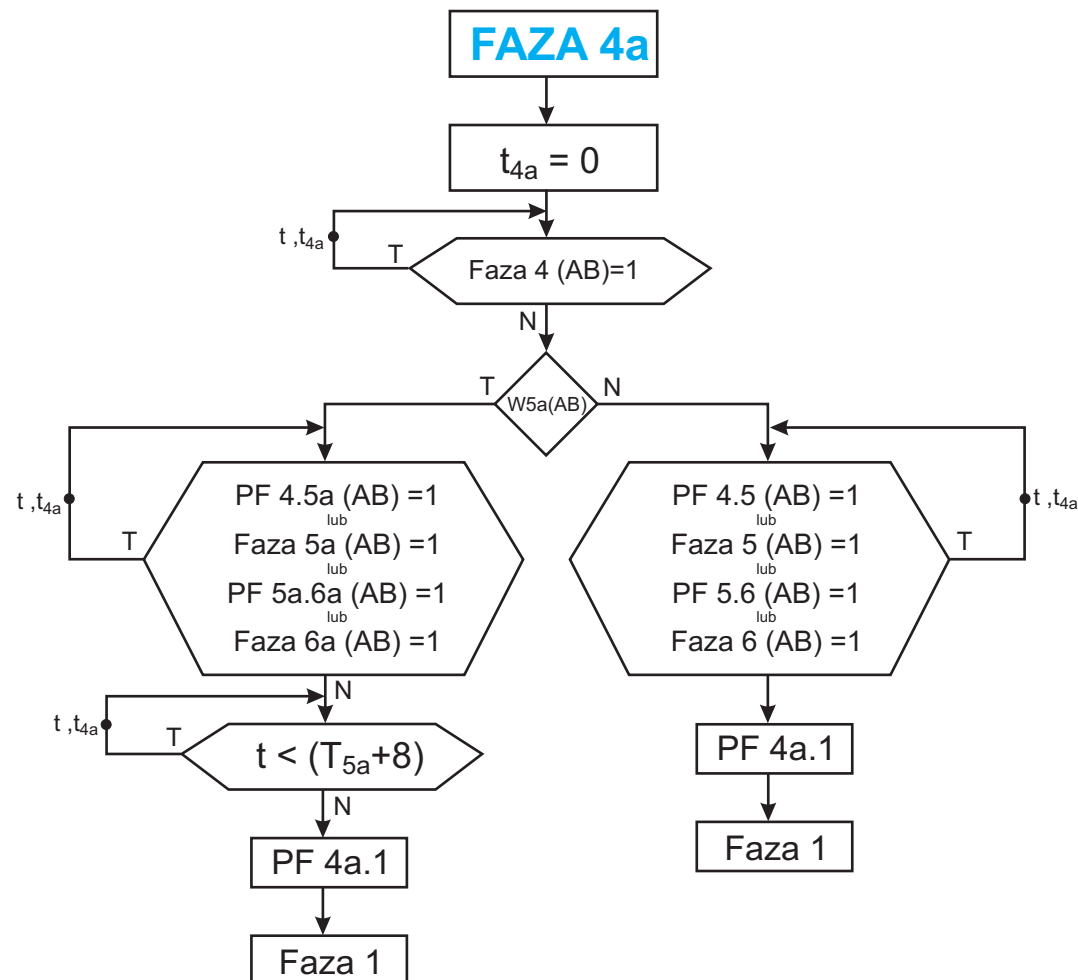 FAZA 4a
t4a = 0
t ,t4a
T
Faza 4 (AB)=1
N
T
W5a(AB)
N
PF 4.5a (AB) =1
lub
Faza 5a (AB) =1
lub
PF 5a.6a (AB) =1
lub
Faza 6a (AB) =1
t ,t4a
T
N
PF 4.5 (AB) =1
lub
Faza 5 (AB) =1
lub
PF 5.6 (AB) =1
lub
Faza 6 (AB) =1
t ,t4a
T
t ,t4a
T
t < (T5a+8)
N
PF 4a.1
Faza 1
PF 4a.1
Faza 1